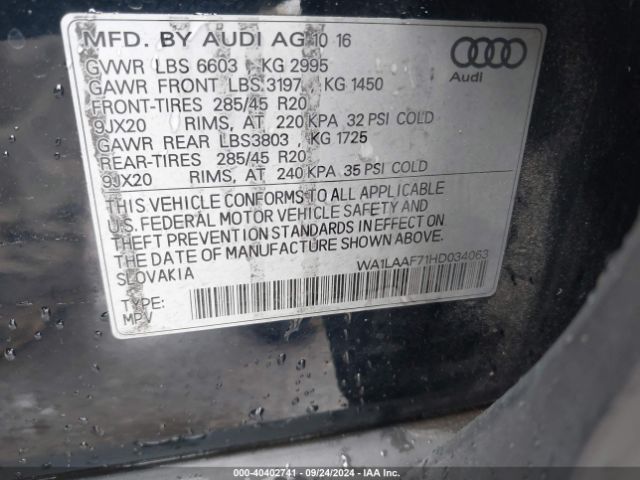 MFD. BY AUDI AG 10 16
GVWR LBS 6603 , KG 2995
GAWR FRONT LBS 3197 , KG 1450
FRONT-TIRES 285/45 R20
9JX20 RIMS, AT 220 KPA 32 PSI COLD
GAWR REAR LBS3803 , KG 1725
REAR-TIRES 285/45 R20
9JX20 RIMS, AT 240 KPA 35 PSI COLD
Audi
THIS VEHICLE CONFORMS TO ALL APPLICABLE
U.S. FEDERAL MOTOR VEHICLE SAFETY AND
THEFT PREVENTION STANDARDS IN EFFECT ON
THE DATE OF MANUFACTURE SHOWN ABOVE.
SLOVAKIA
WA1LAAF71HD034063
TYPE:
MPV
000-40402741 - 09/24/2024 - IAA Inc.